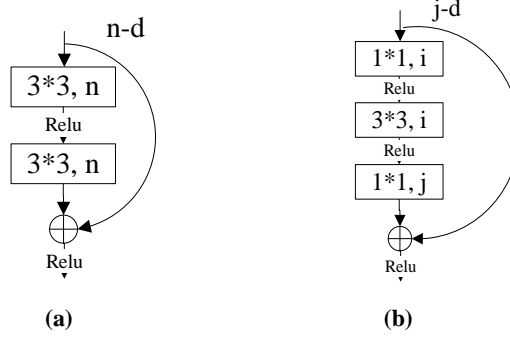 n-d
3*3, n
Relu
3*3, n
Relu
(a)
j-d
1*1, i
Relu
3*3, i
Relu
1*1, j
Relu
(b)